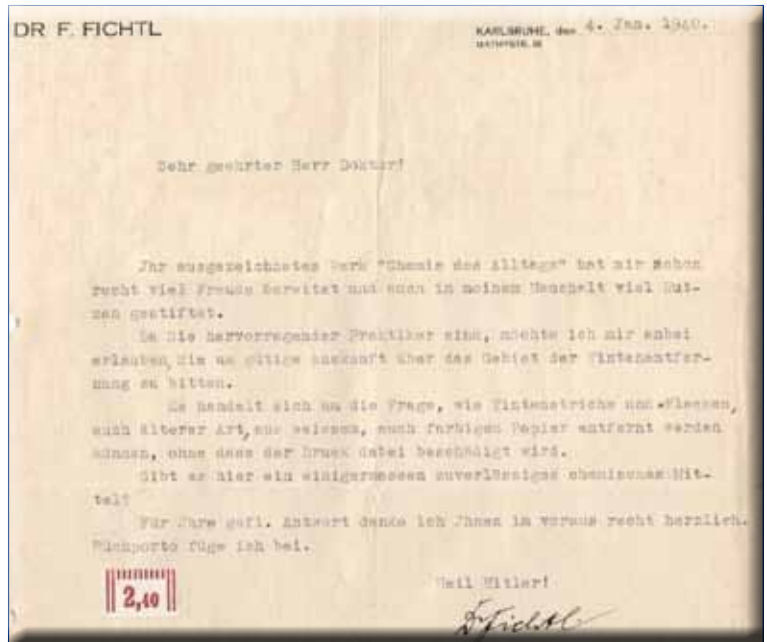 DR F. FICHTL
KARLSRUHE, den 4. Jan. 1940.
Sehr geehrter Herr Doktor!
Ihr ausgezeichnetes Werk "Chemie des Alltags" hat mir schon
recht viel Freude bereitet und auch in meinem Haushalt viel Nut-
zen gestiftet.
Da Sie hervorragender Praktiker sind, möchte ich mir anbei
erlauben, Sie um gütige Auskunft über das Gebiet der Tintenentfer-
nung zu bitten.
Es handelt sich um die Frage, wie Tintenstriche und -Flecken,
auch älterer Art, aus weissem, auch farbigem Papier entfernt werden
können, ohne dass der Druck dabei beschädigt wird.
Gibt es hier ein einigermassen zuverlässiges chemisches Mit-
tel?
Für Ihre gefl. Antwort danke ich Ihnen im voraus recht herzlich.
Rückporto füge ich bei.
Heil Hitler!
Dr Fichtl
2,40